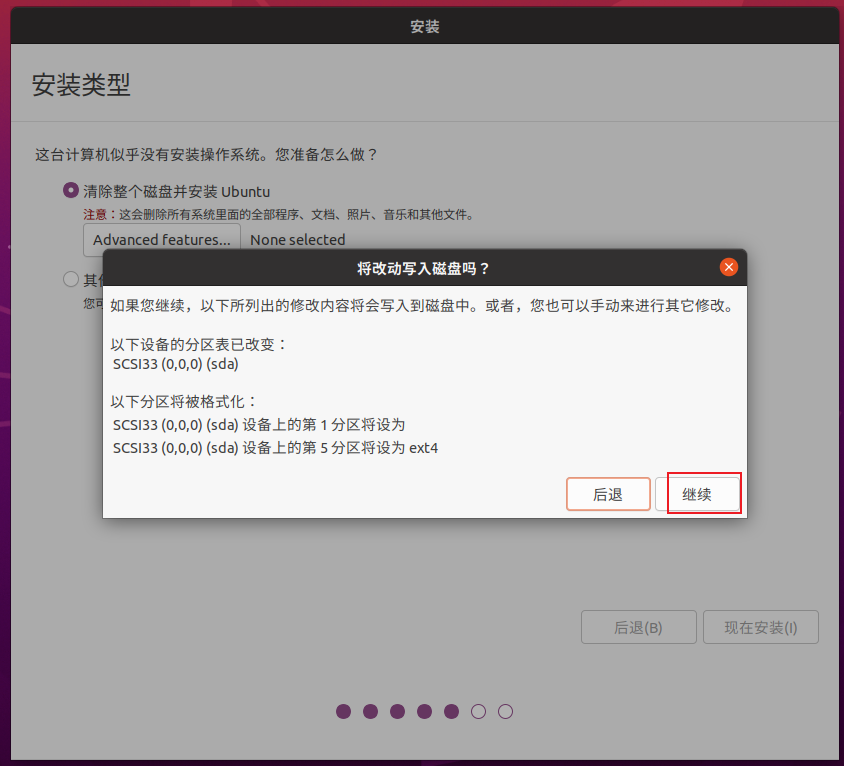 安装
安装类型
这台计算机似乎没有安装操作系统。您准备怎么做？
清除整个磁盘并安装 Ubuntu
注意：这会删除所有系统里面的全部程序、文档、照片、音乐和其他文件。
Advanced features... None selected
其他
您可
将改动写入磁盘吗？
如果您继续，以下所列出的修改内容将会写入到磁盘中。或者，您也可以手动来进行其它修改。
以下设备的分区表已改变：
SCSI33 (0,0,0) (sda)
以下分区将被格式化：
SCSI33 (0,0,0) (sda) 设备上的第 1 分区将设为
SCSI33 (0,0,0) (sda) 设备上的第 5 分区将设为 ext4
后退 继续
后退(B) 现在安装(I)